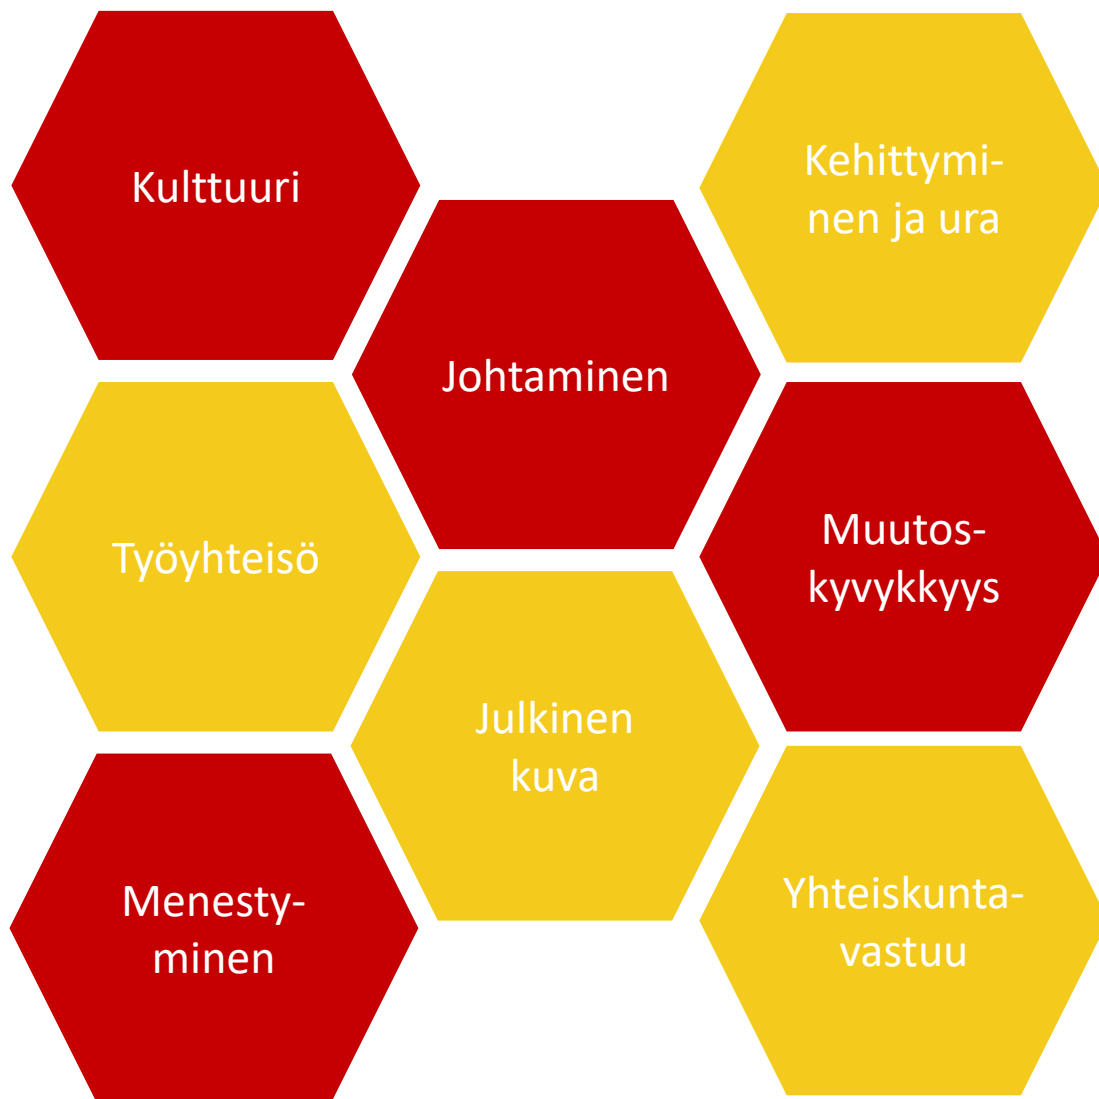 Kulttuuri
Kehittymi-
nen ja ura
Johtaminen
Työyhteisö
Muutos-
kyvykkyys
Julkinen
kuva
Menesty-
minen
Yhteiskunta-
vastuu